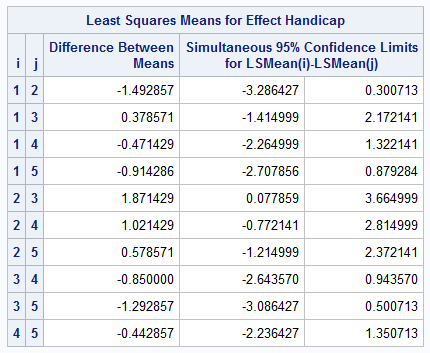 Least Squares Means for Effect Handicap
i j Difference Between Means Simultaneous 95% Confidence Limits for LSMean(i)-LSMean(j)
1 2 -1.492857 -3.286427 0.300713
1 3 0.378571 -1.414999 2.172141
1 4 -0.471429 -2.264999 1.322141
1 5 -0.914286 -2.707856 0.879284
2 3 1.871429 0.077859 3.664999
2 4 1.021429 -0.772141 2.814999
2 5 0.578571 -1.214999 2.372141
3 4 -0.850000 -2.643570 0.943570
3 5 -1.292857 -3.086427 0.500713
4 5 -0.442857 -2.236427 1.350713